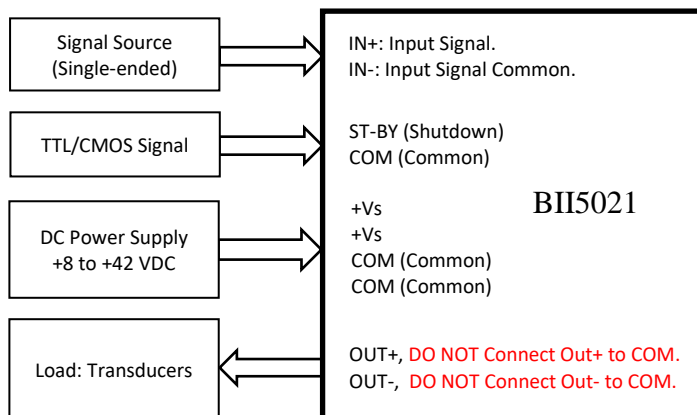 Signal Source
(Single-ended)
IN+: Input Signal.
IN-: Input Signal Common.
TTL/CMOS Signal
ST-BY (Shutdown)
COM (Common)
BII5021
DC Power Supply
+8 to +42 VDC
+Vs
+Vs
COM (Common)
COM (Common)
Load: Transducers
OUT+, DO NOT Connect Out+ to COM.
OUT-, DO NOT Connect Out- to COM.